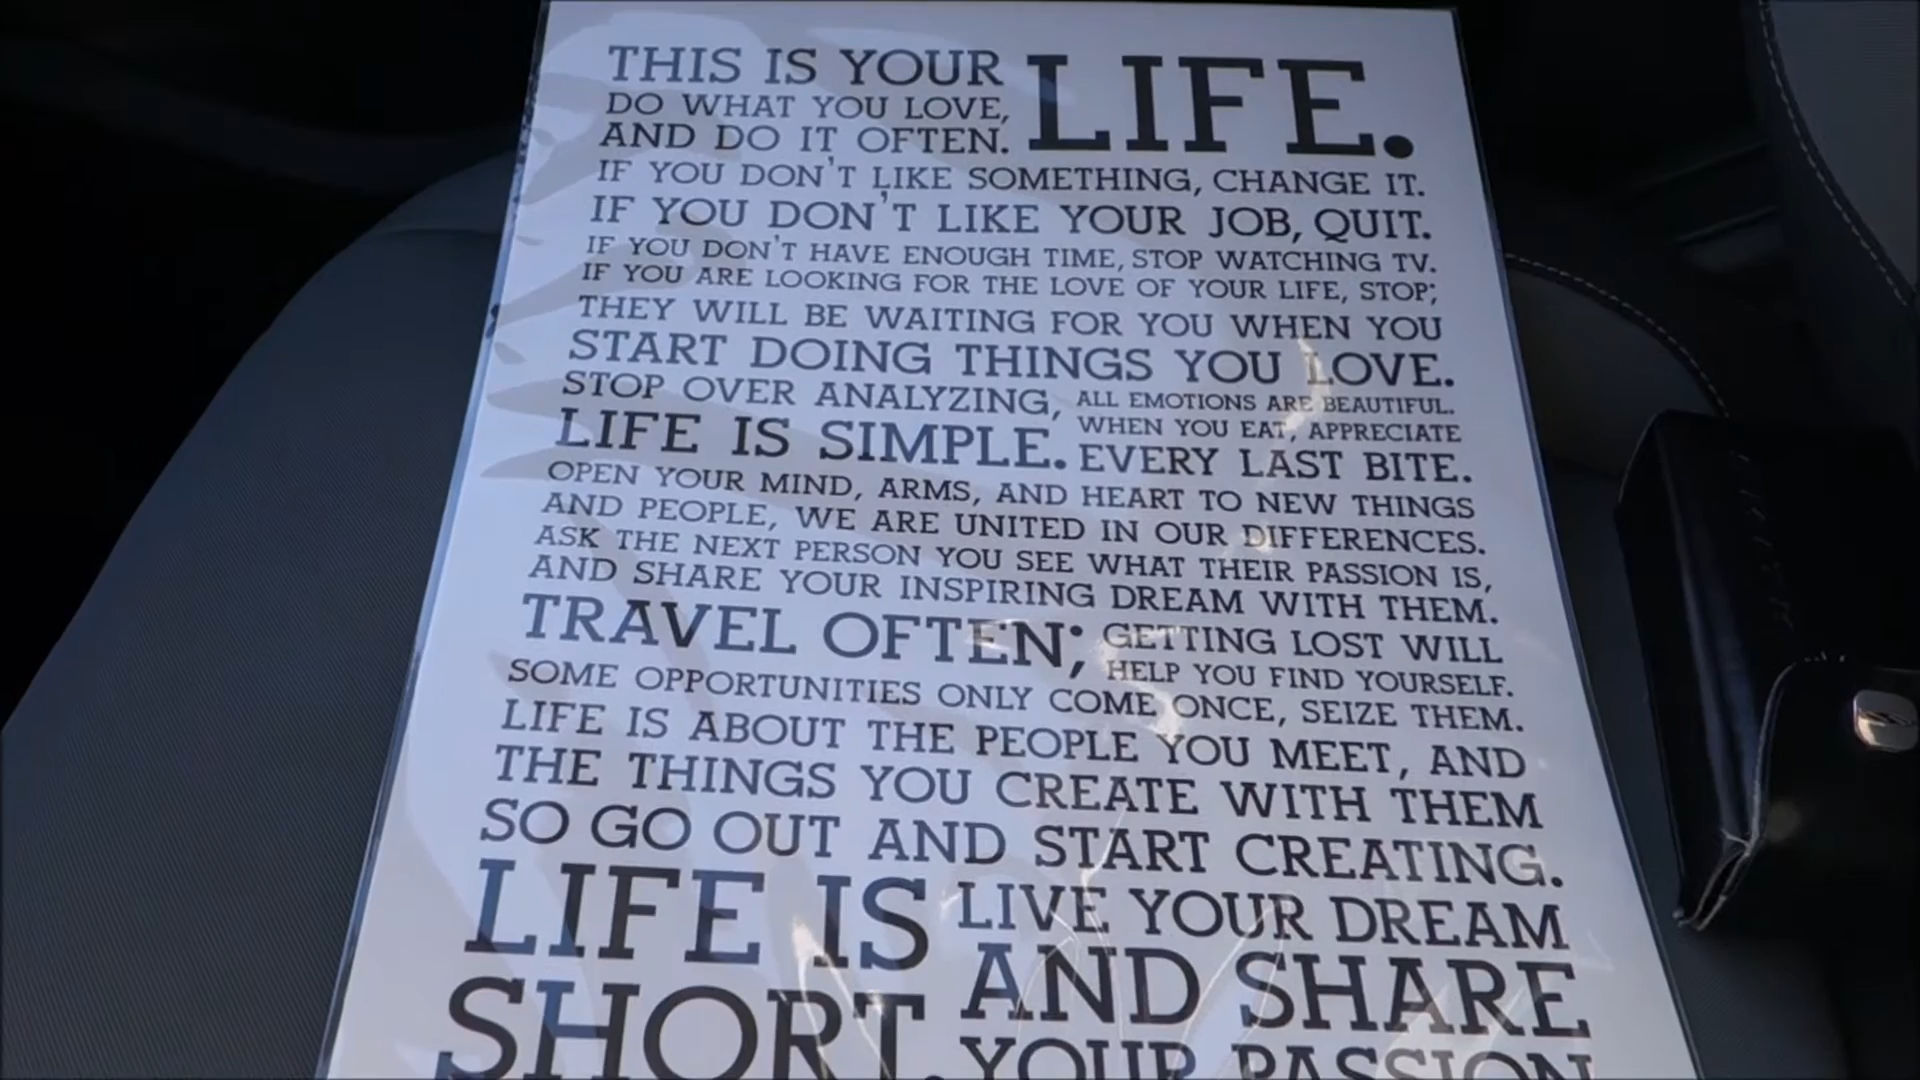 THIS IS YOUR LIFE.
DO WHAT YOU LOVE,
AND DO IT OFTEN.
IF YOU DON'T LIKE SOMETHING, CHANGE IT.
IF YOU DON'T LIKE YOUR JOB, QUIT.
IF YOU DON'T HAVE ENOUGH TIME, STOP WATCHING TV.
IF YOU ARE LOOKING FOR THE LOVE OF YOUR LIFE, STOP;
THEY WILL BE WAITING FOR YOU WHEN YOU
START DOING THINGS YOU LOVE.
STOP OVER ANALYZING,
LIFE IS SIMPLE.
ALL EMOTIONS ARE BEAUTIFUL.
WHEN YOU EAT, APPRECIATE
EVERY LAST BITE.
OPEN YOUR MIND, ARMS, AND HEART TO NEW THINGS
AND PEOPLE, WE ARE UNITED IN OUR DIFFERENCES.
ASK THE NEXT PERSON YOU SEE WHAT THEIR PASSION IS,
AND SHARE YOUR INSPIRING DREAM WITH THEM.
TRAVEL OFTEN;
GETTING LOST WILL
HELP YOU FIND YOURSELF.
SOME OPPORTUNITIES ONLY COME ONCE, SEIZE THEM.
LIFE IS ABOUT THE PEOPLE YOU MEET, AND
THE THINGS YOU CREATE WITH THEM
SO GO OUT AND START CREATING.
LIFE IS
SHORT.
LIVE YOUR DREAM
AND SHARE
YOUR PASSION